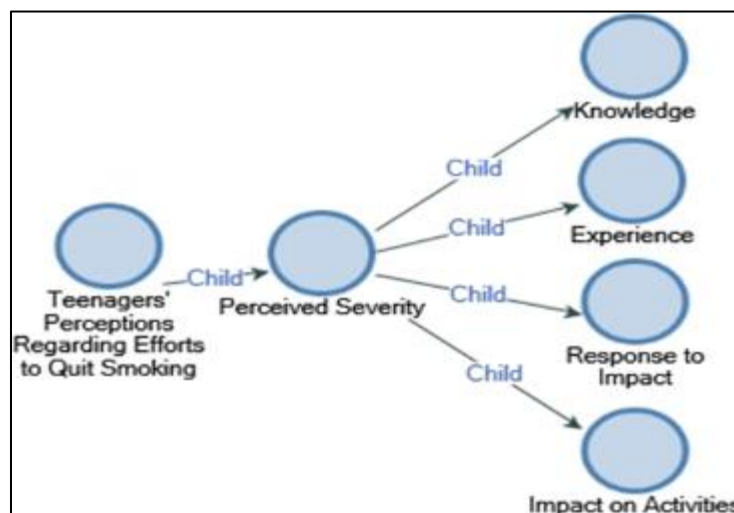 Knowledge
Child
Child
Experience
Child
Teenagers'
Perceptions
Regarding Efforts
to Quit Smoking
Perceived Severity
Child
Response to
Impact
Child
Impact on Activities